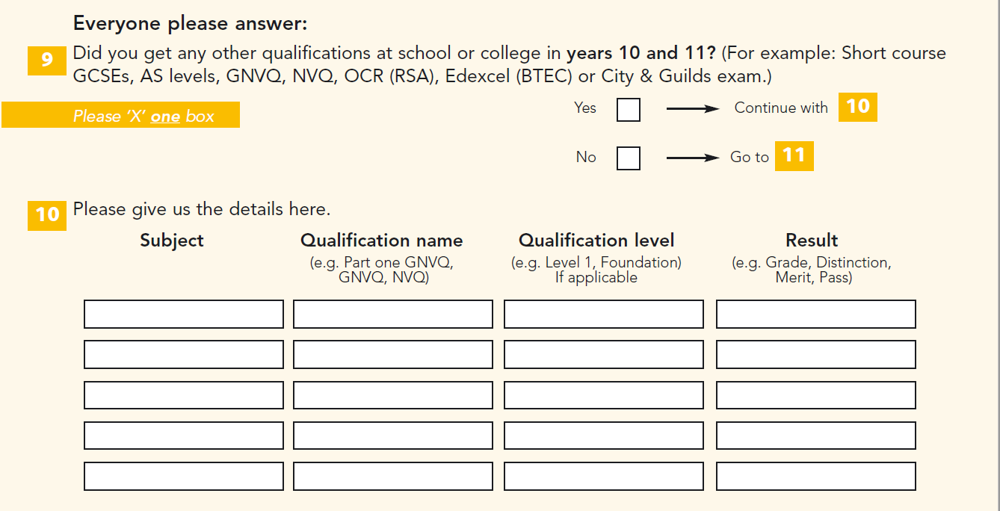 Everyone please answer:
9 Did you get any other qualifications at school or college in years 10 and 11? (For example: Short course
GCSEs, AS levels, GNVQ, NVQ, OCR (RSA), Edexcel (BTEC) or City & Guilds exam.)
Please ‘X’ one box
Yes Continue with 10
No Go to 11
10 Please give us the details here.
Subject Qualification name Qualification level Result
(e.g. Part one GNVQ, (e.g. Level 1, Foundation) (e.g. Grade, Distinction,
GNVQ, NVQ) If applicable Merit, Pass)